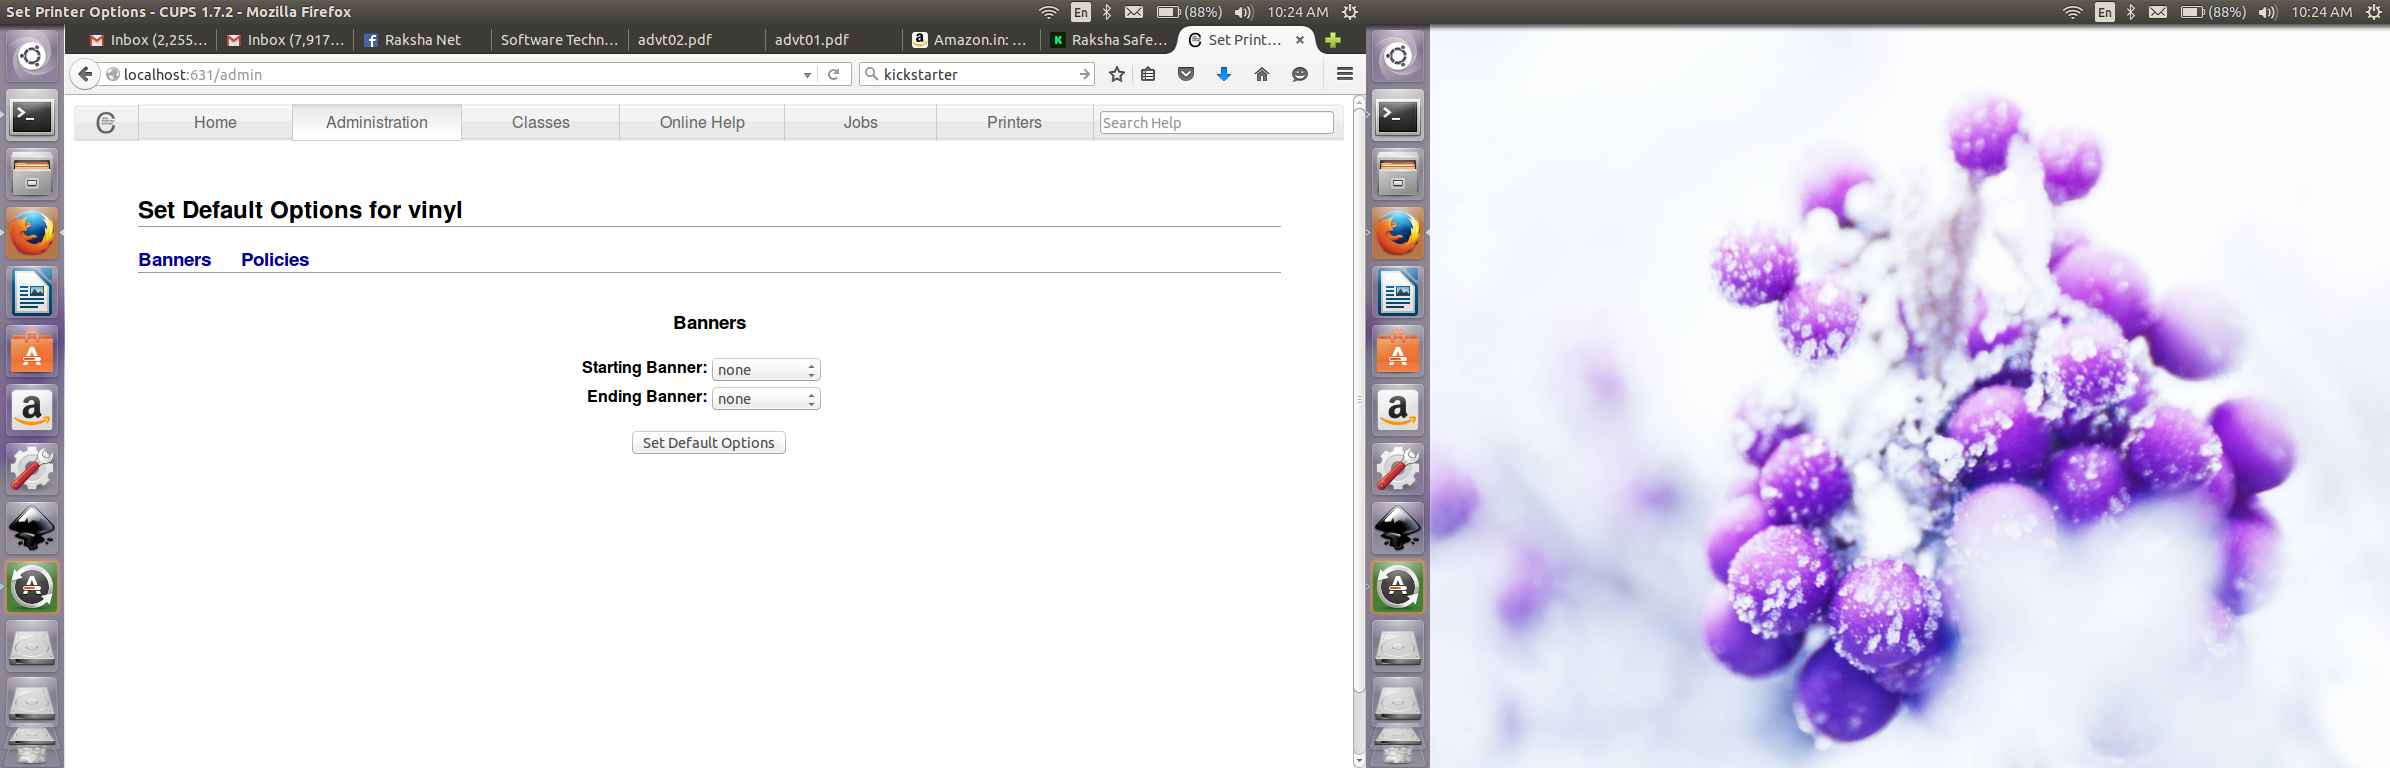 Set Printer Options - CUPS 1.7.2 - Mozilla Firefox
En (88%) 10:24 AM
En (88%) 10:24 AM
Inbox (2,255... Inbox (7,917... Raksha Net Software Techn... advt02.pdf advt01.pdf Amazon.in: ... Raksha Safe... Set Print... ×
localhost:631/admin
kickstarter
Home Administration Classes Online Help Jobs Printers Search Help
Set Default Options for vinyl
Banners Policies
Banners
Starting Banner: none
Ending Banner: none
Set Default Options